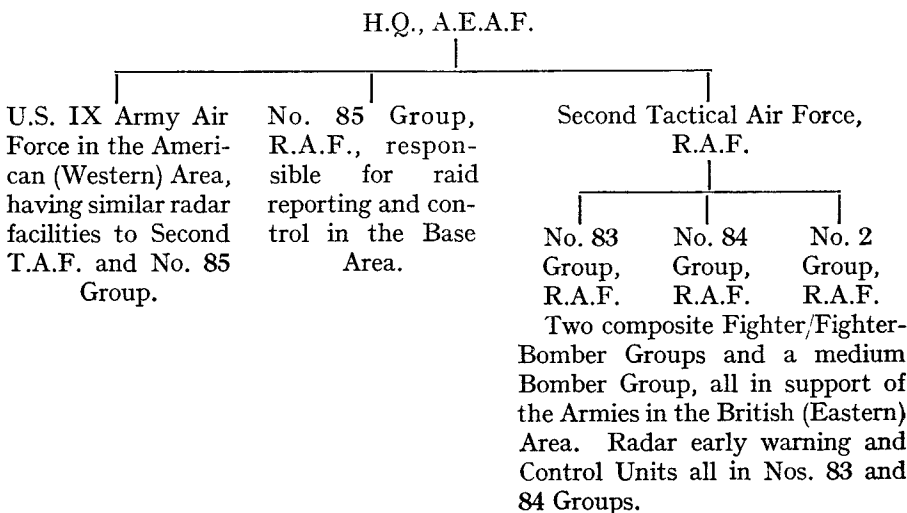 H.Q., A.E.A.F.
U.S. IX Army Air
Force in the Ameri-
can (Western) Area,
having similar radar
facilities to Second
T.A.F. and No. 85
Group.
No. 85 Group,
R.A.F., respon-
sible for raid
reporting and con-
trol in the Base
Area.
Second Tactical Air Force,
R.A.F.
No. 83
Group,
R.A.F.
No. 84
Group,
R.A.F.
No. 2
Group,
R.A.F.
Two composite Fighter/Fighter-
Bomber Groups and a medium
Bomber Group, all in support of
the Armies in the British (Eastern)
Area. Radar early warning and
Control Units all in Nos. 83 and
84 Groups.